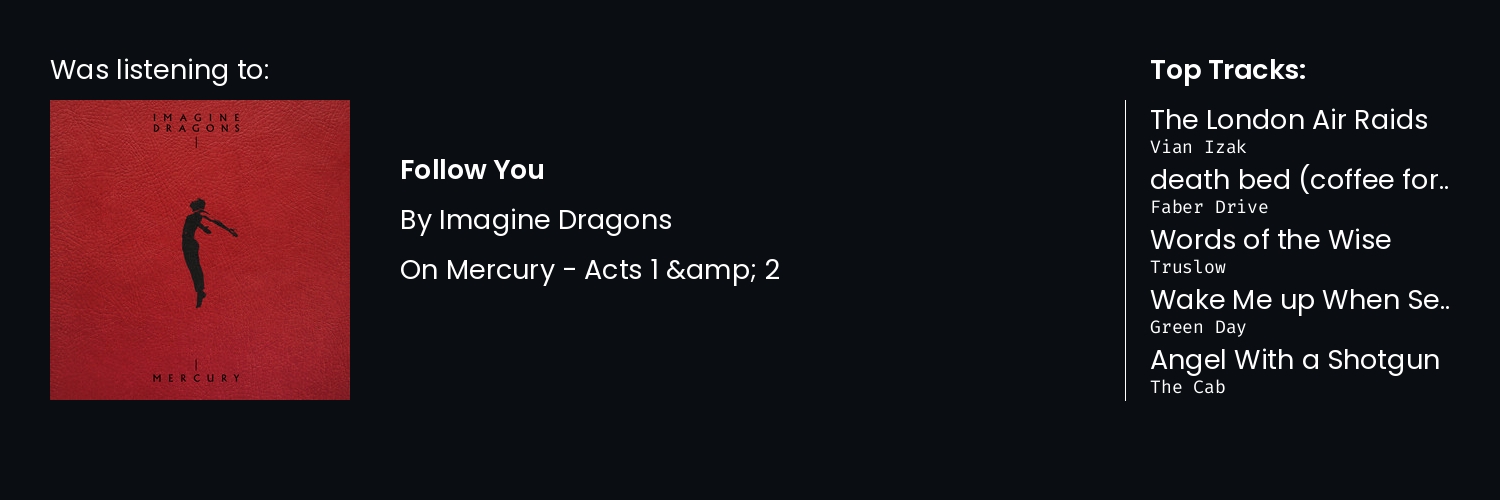 Was listening to:
IMAGINE
DRAGONS
MERCURY
Follow You
By Imagine Dragons
On Mercury - Acts 1 &amp; 2
Top Tracks:
The London Air Raids
Vian Izak
death bed (coffee for..
Faber Drive
Words of the Wise
Truslow
Wake Me up When Se..
Green Day
Angel With a Shotgun
The Cab